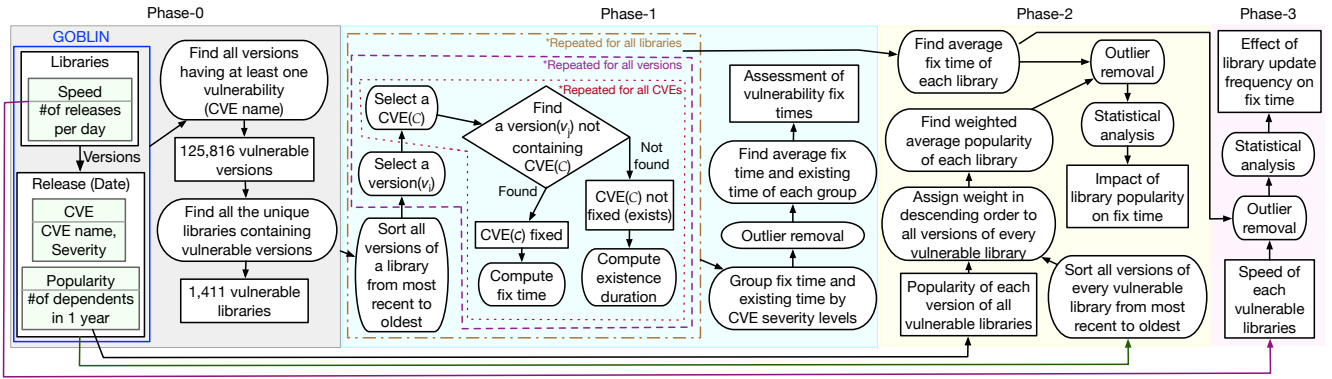 Phase-0
GOBLIN
Libraries
Speed
#of releases
per day
Versions
Release (Date)
CVE
CVE name,
Severity
Popularity
#of dependents
in 1 year
Find all versions
having at least one
vulnerability
(CVE name)
125,816 vulnerable
versions
Find all the unique
libraries containing
vulnerable versions
1,411 vulnerable
libraries
Phase-1
*Repeated for all libraries
*Repeated for all versions
*Repeated for all CVEs
Select a
CVE(C)
Select a
version(vᵢ)
Sort all
versions of
a library
from most
recent to
oldest
Find
a version(vᵢ) not
containing
CVE(C)
Found
Not
found
CVE(c) fixed
Compute
fix time
CVE(C) not
fixed (exists)
Compute
existence
duration
Assessment of
vulnerability fix
times
Find average fix
time and existing
time of each group
Outlier removal
Group fix time and
existing time by
CVE severity levels
Phase-2
Find average
fix time of
each library
Outlier
removal
Statistical
analysis
Impact of
library popularity
on fix time
Find weighted
average popularity
of each library
Assign weight in
descending order to
all versions of every
vulnerable library
Popularity of each
version of all
vulnerable libraries
Sort all versions of
every vulnerable
library from most
recent to oldest
Phase-3
Effect of
library update
frequency on
fix time
Statistical
analysis
Outlier
removal
Speed of
each
vulnerable
libraries